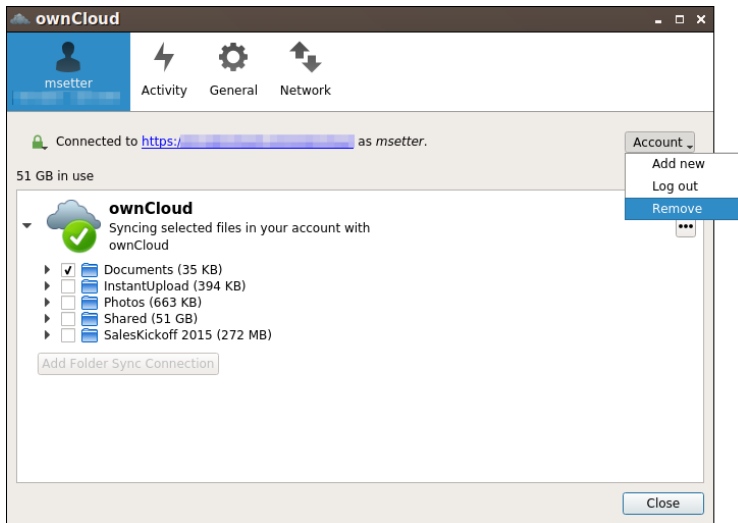 ownCloud
msetter
Activity
General
Network
Connected to https:/ as msetter.
Account
Add new
Log out
Remove
51 GB in use
ownCloud
Syncing selected files in your account with
ownCloud
Documents (35 KB)
InstantUpload (394 KB)
Photos (663 KB)
Shared (51 GB)
SalesKickoff 2015 (272 MB)
Add Folder Sync Connection
Close